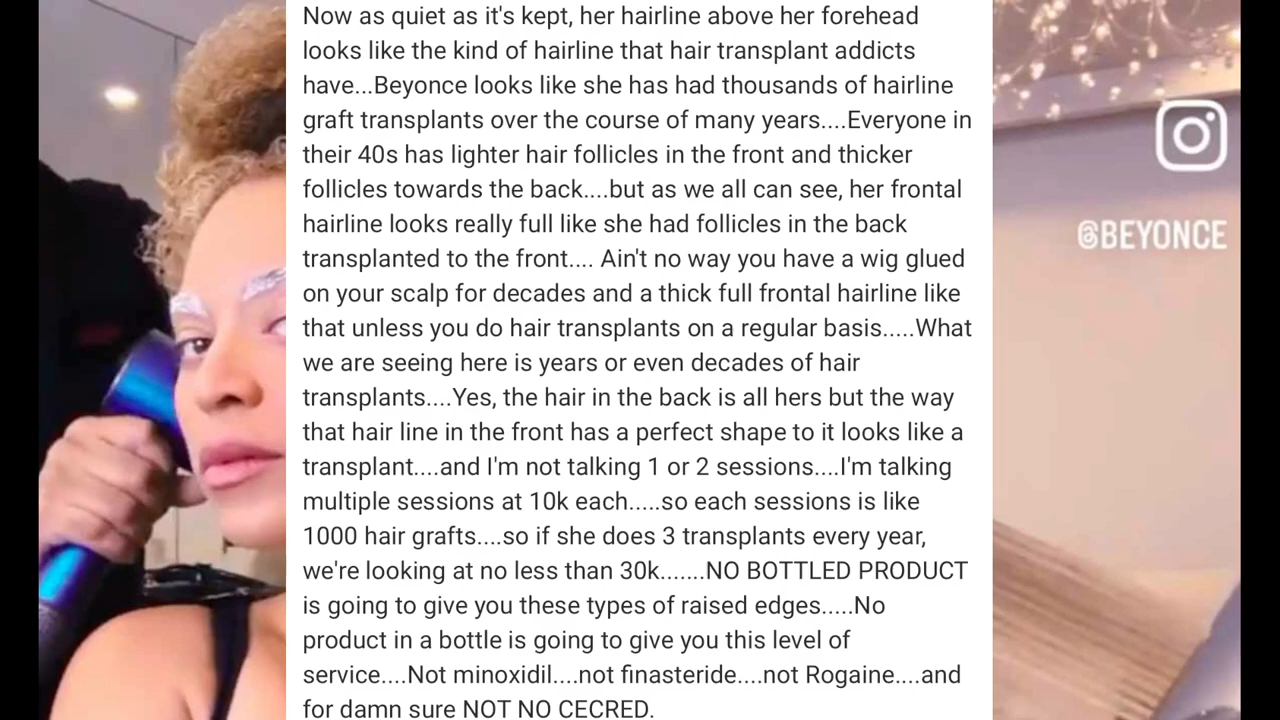 Now as quiet as it's kept, her hairline above her forehead
looks like the kind of hairline that hair transplant addicts
have...Beyonce looks like she has had thousands of hairline
graft transplants over the course of many years....Everyone in
their 40s has lighter hair follicles in the front and thicker
follicles towards the back....but as we all can see, her frontal
hairline looks really full like she had follicles in the back
transplanted to the front.... Ain't no way you have a wig glued
on your scalp for decades and a thick full frontal hairline like
that unless you do hair transplants on a regular basis.....What
we are seeing here is years or even decades of hair
transplants....Yes, the hair in the back is all hers but the way
that hair line in the front has a perfect shape to it looks like a
transplant....and I'm not talking 1 or 2 sessions....I'm talking
multiple sessions at 10k each.....so each sessions is like
1000 hair grafts....so if she does 3 transplants every year,
we're looking at no less than 30k.......NO BOTTLED PRODUCT
is going to give you these types of raised edges.....No
product in a bottle is going to give you this level of
service....Not minoxidil....not finasteride....not Rogaine....and
for damn sure NOT NO CECRED.
@BEYONCE